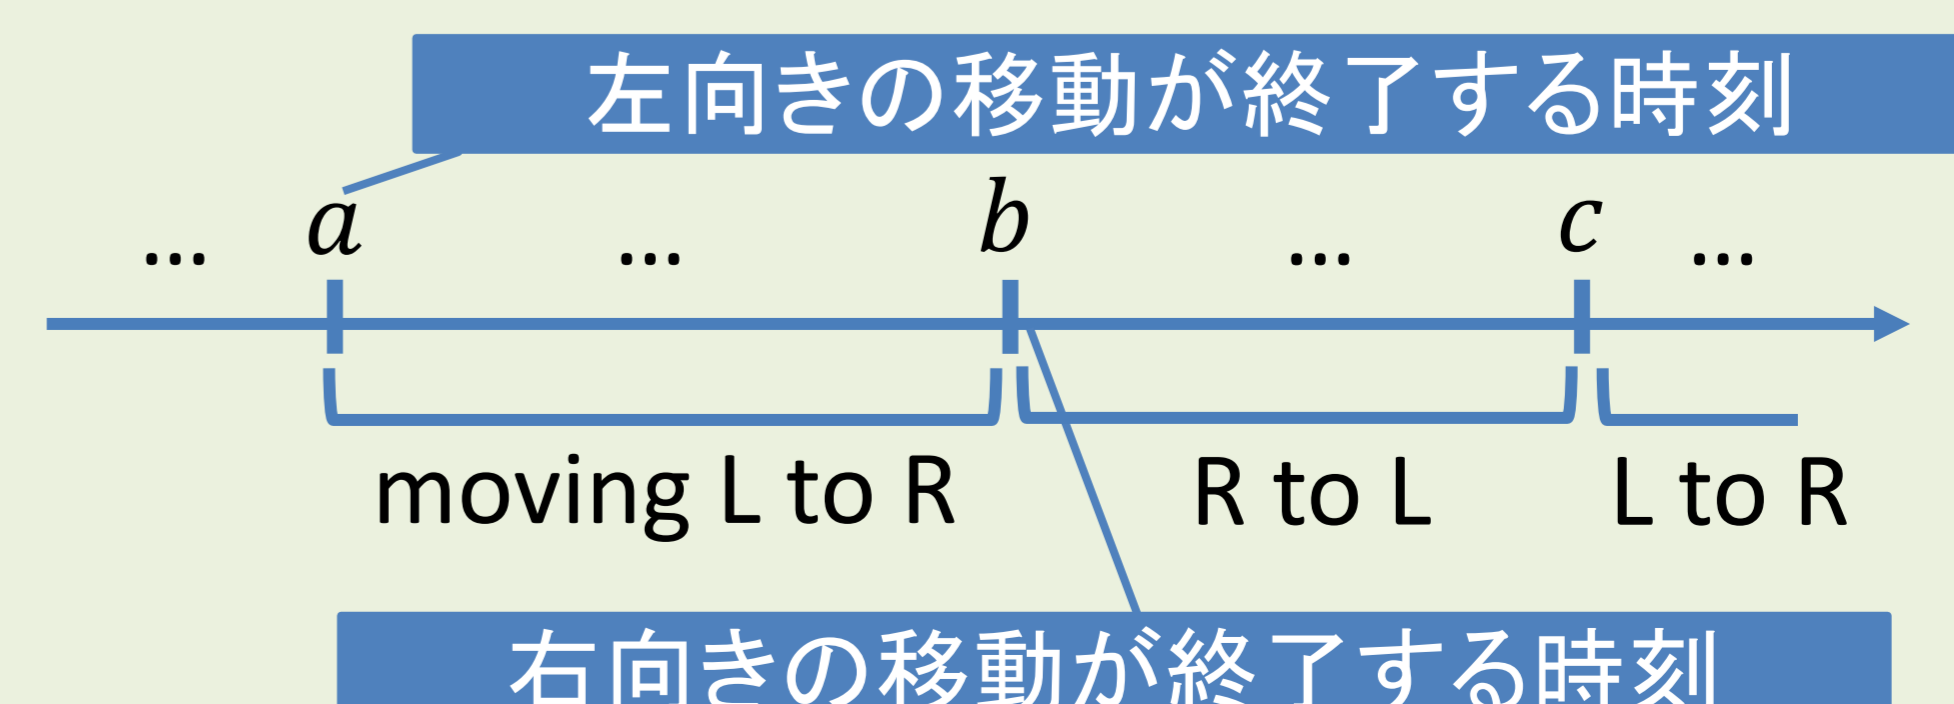 左向きの移動が終了する時刻
... a ... b ... c ...
moving L to R R to L L to R
右向きの移動が終了する時刻